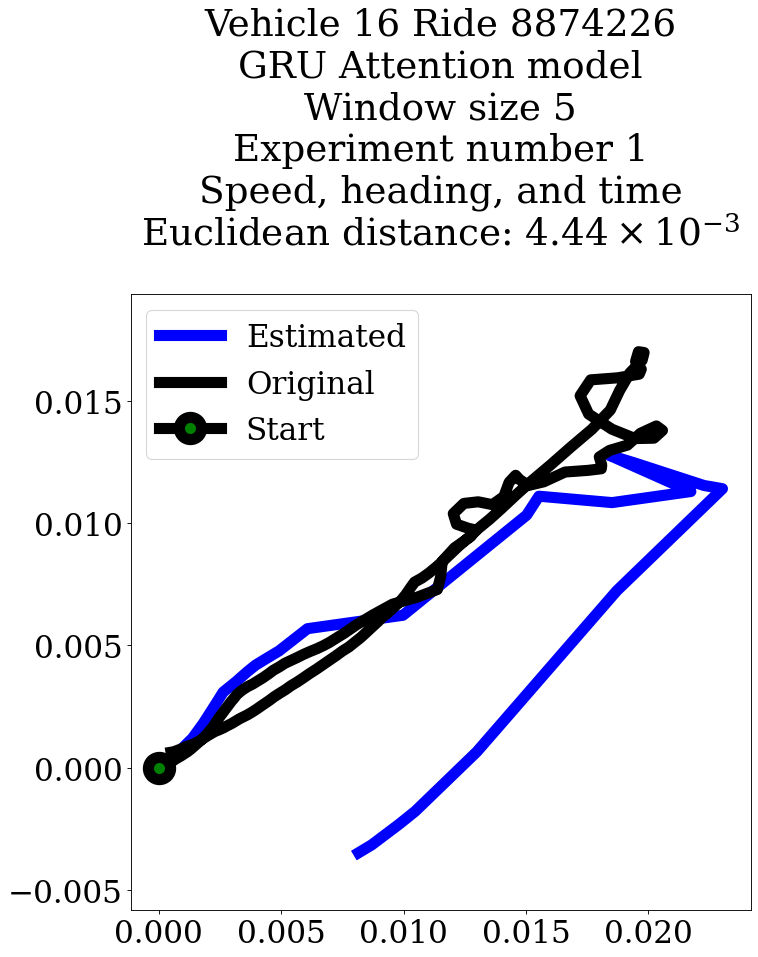 Vehicle 16 Ride 8874226
GRU Attention model
Window size 5
Experiment number 1
Speed, heading, and time
Euclidean distance: 4.44 × 10⁻³
Estimated
Original
Start
0.015
0.010
0.005
0.000
−0.005
0.000 0.005 0.010 0.015 0.020